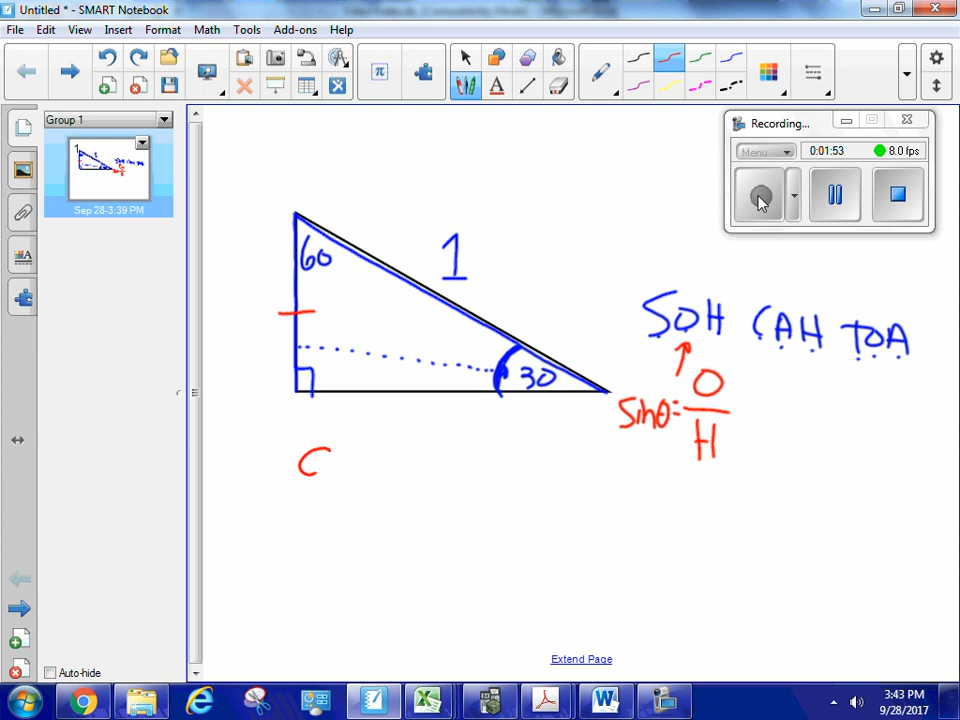 Untitled * - SMART Notebook
File Edit View Insert Format Math Tools Add-ons Help
Group 1
Sep 28-3:39 PM
Recording...
Menu 0:01:53 8.0 fps
60
1
30
SOH CAH TOA
sinθ= O
H
C
Extend Page
Auto-hide
3:43 PM
9/28/2017